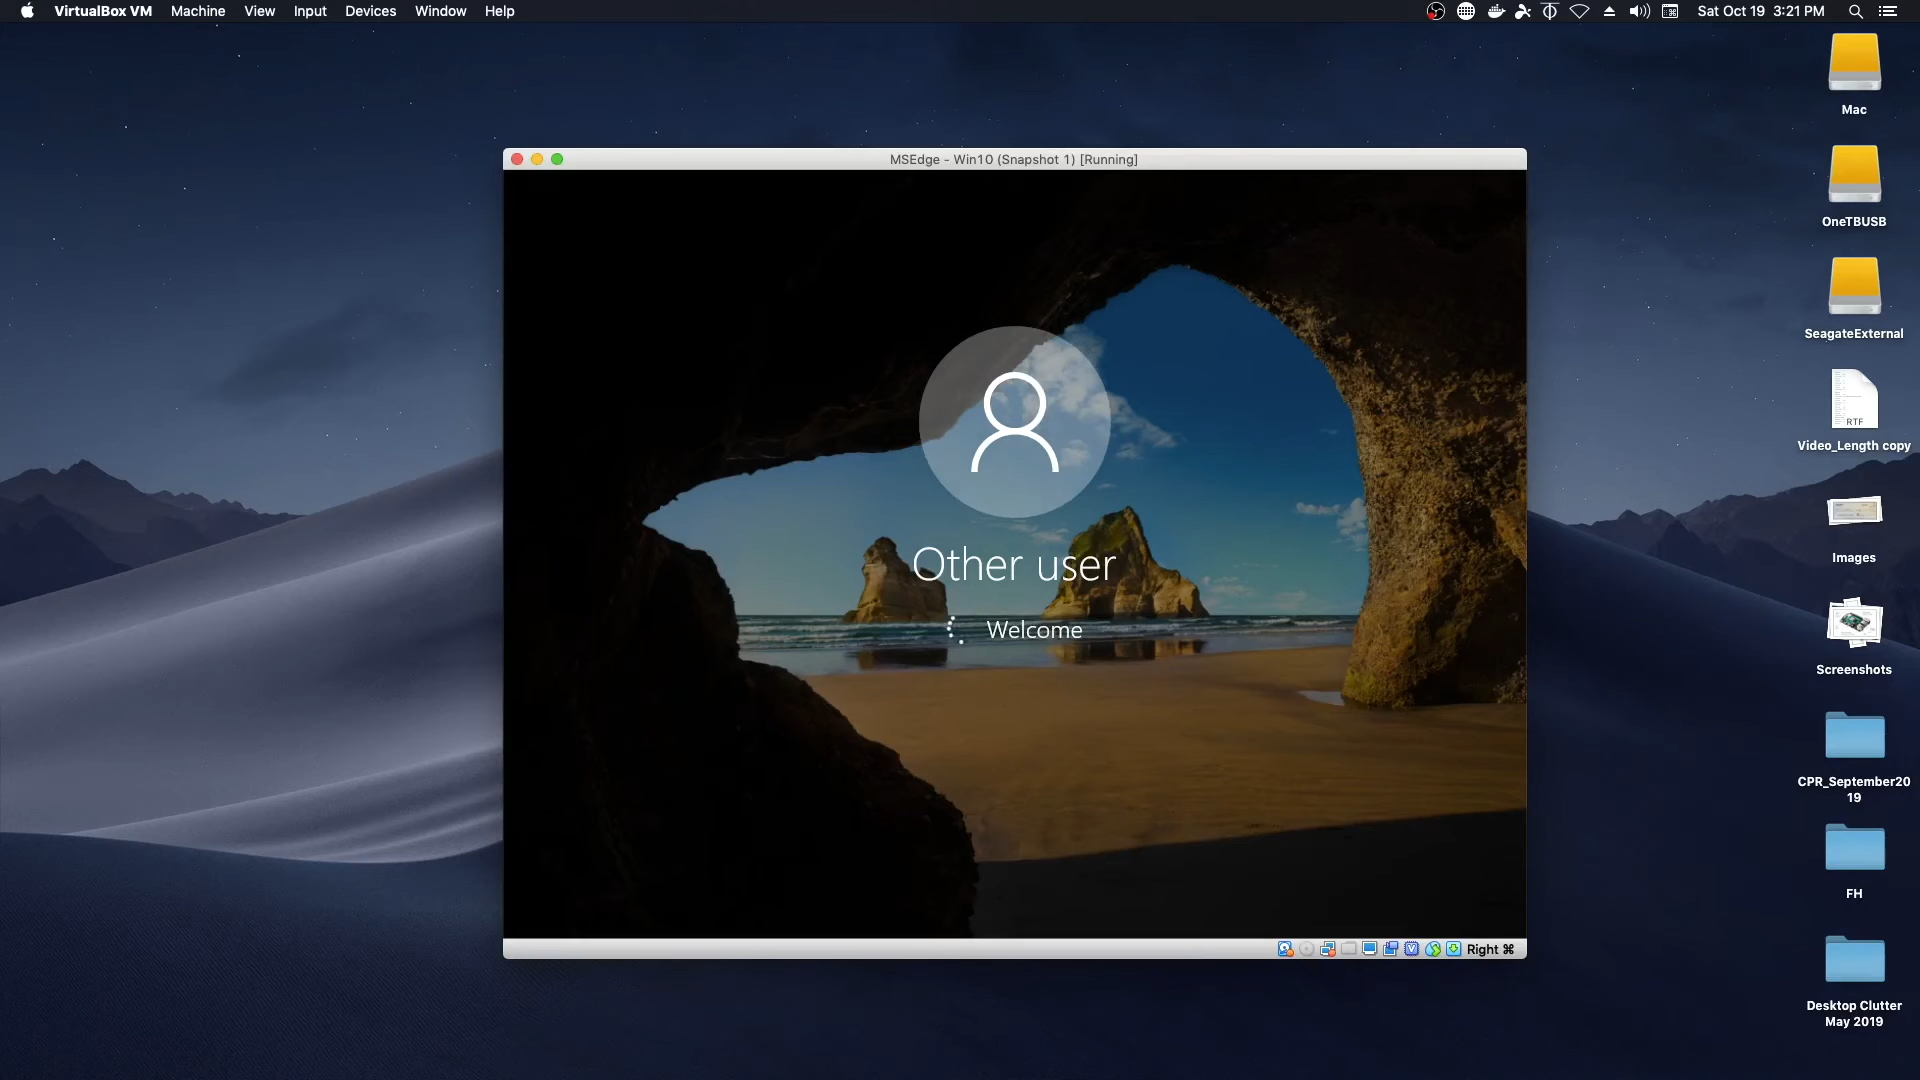 VirtualBox VM Machine View Input Devices Window Help
Sat Oct 19 3:21 PM
MSEdge - Win10 (Snapshot 1) [Running]
Other user
Welcome
Right ⌘
Mac
OneTBUSB
SeagateExternal
RTF
Video_Length copy
Images
Screenshots
CPR_September20
19
FH
Desktop Clutter
May 2019